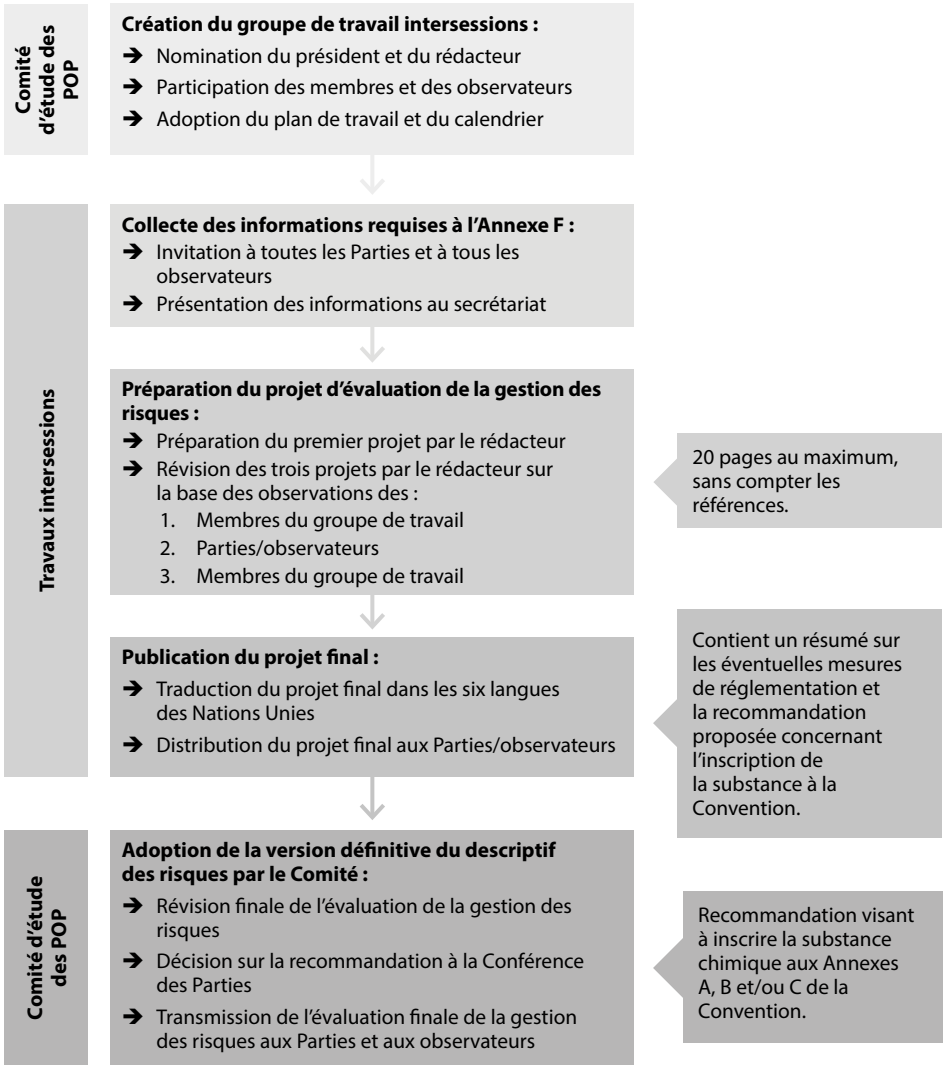 Comité
d'étude des
POP
Création du groupe de travail intersessions :
➔ Nomination du président et du rédacteur
➔ Participation des membres et des observateurs
➔ Adoption du plan de travail et du calendrier
Travaux intersessions
Collecte des informations requises à l'Annexe F :
➔ Invitation à toutes les Parties et à tous les
observateurs
➔ Présentation des informations au secrétariat
Préparation du projet d'évaluation de la gestion des
risques :
➔ Préparation du premier projet par le rédacteur
➔ Révision des trois projets par le rédacteur sur
la base des observations des :
1. Membres du groupe de travail
2. Parties/observateurs
3. Membres du groupe de travail
20 pages au maximum,
sans compter les
références.
Publication du projet final :
➔ Traduction du projet final dans les six langues
des Nations Unies
➔ Distribution du projet final aux Parties/observateurs
Contient un résumé sur
les éventuelles mesures
de réglementation et
la recommandation
proposée concernant
l'inscription de
la substance à la
Convention.
Comité d'étude
des POP
Adoption de la version définitive du descriptif
des risques par le Comité :
➔ Révision finale de l'évaluation de la gestion des
risques
➔ Décision sur la recommandation à la Conférence
des Parties
➔ Transmission de l'évaluation finale de la gestion
des risques aux Parties et aux observateurs
Recommandation visant
à inscrire la substance
chimique aux Annexes
A, B et/ou C de la
Convention.